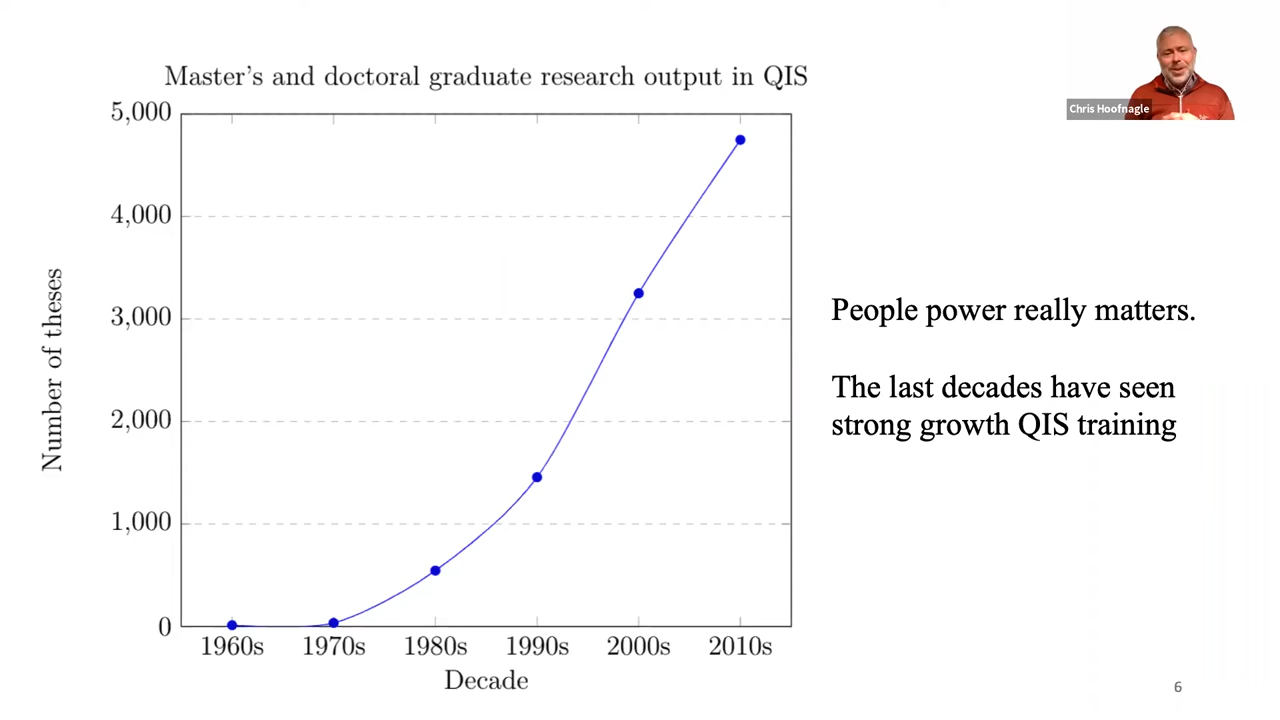 Master's and doctoral graduate research output in QIS
Chris Hoofnagle
5,000
4,000
3,000
2,000
1,000
0
Number of theses
1960s 1970s 1980s 1990s 2000s 2010s
Decade
People power really matters.
The last decades have seen
strong growth QIS training
6